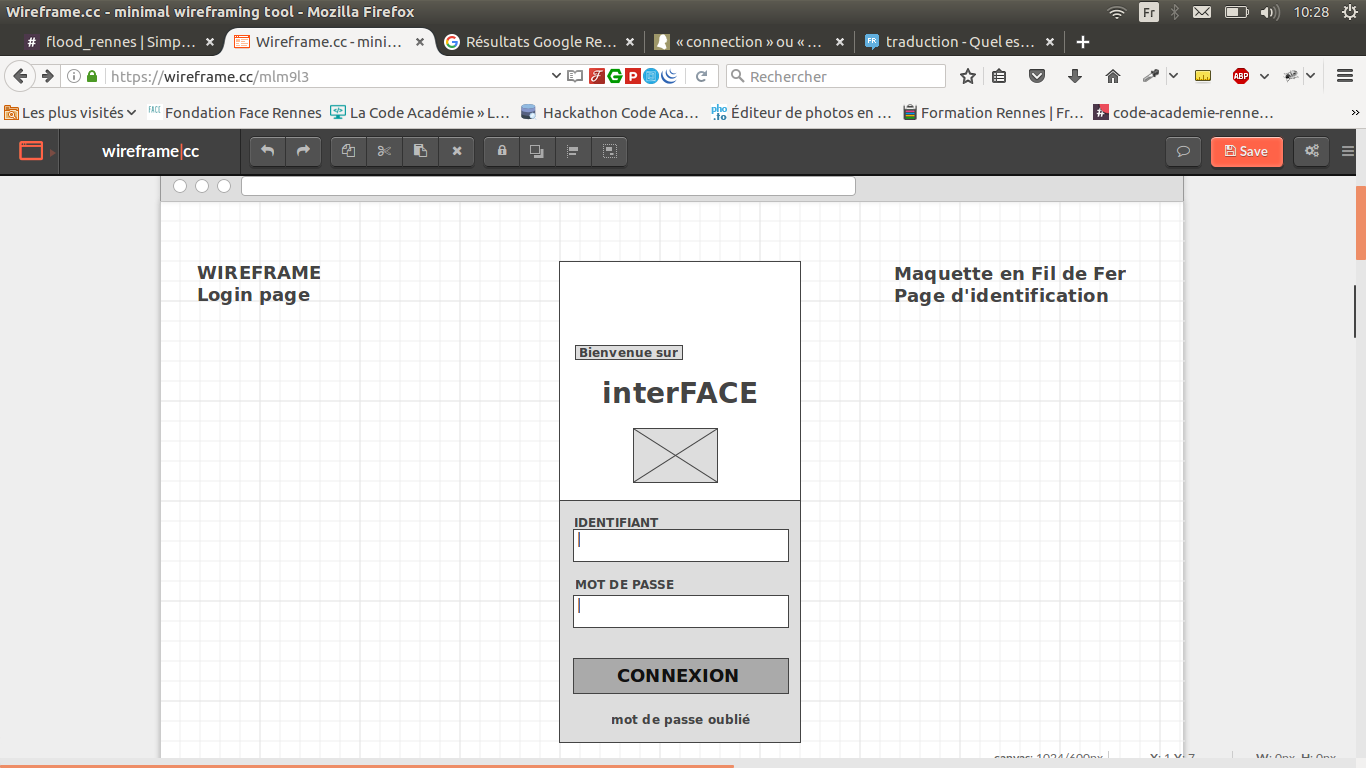 Wireframe.cc - minimal wireframing tool - Mozilla Firefox
Fr
10:28
# flood_rennes | Simp…
Wireframe.cc - mini…
Résultats Google Re…
« connection » ou « …
traduction - Quel es…
https://wireframe.cc/mlm9l3
Rechercher
ABP
Les plus visités
Fondation Face Rennes
La Code Académie » L…
Hackathon Code Aca…
Éditeur de photos en …
Formation Rennes | Fr…
code-academie-renne…
wireframe|cc
Save
WIREFRAME
Login page
Maquette en Fil de Fer
Page d'identification
Bienvenue sur
interFACE
IDENTIFIANT
MOT DE PASSE
CONNEXION
mot de passe oublié
canvas: 1024/600px
X: 1 Y: 7
W: 0px, H: 0px